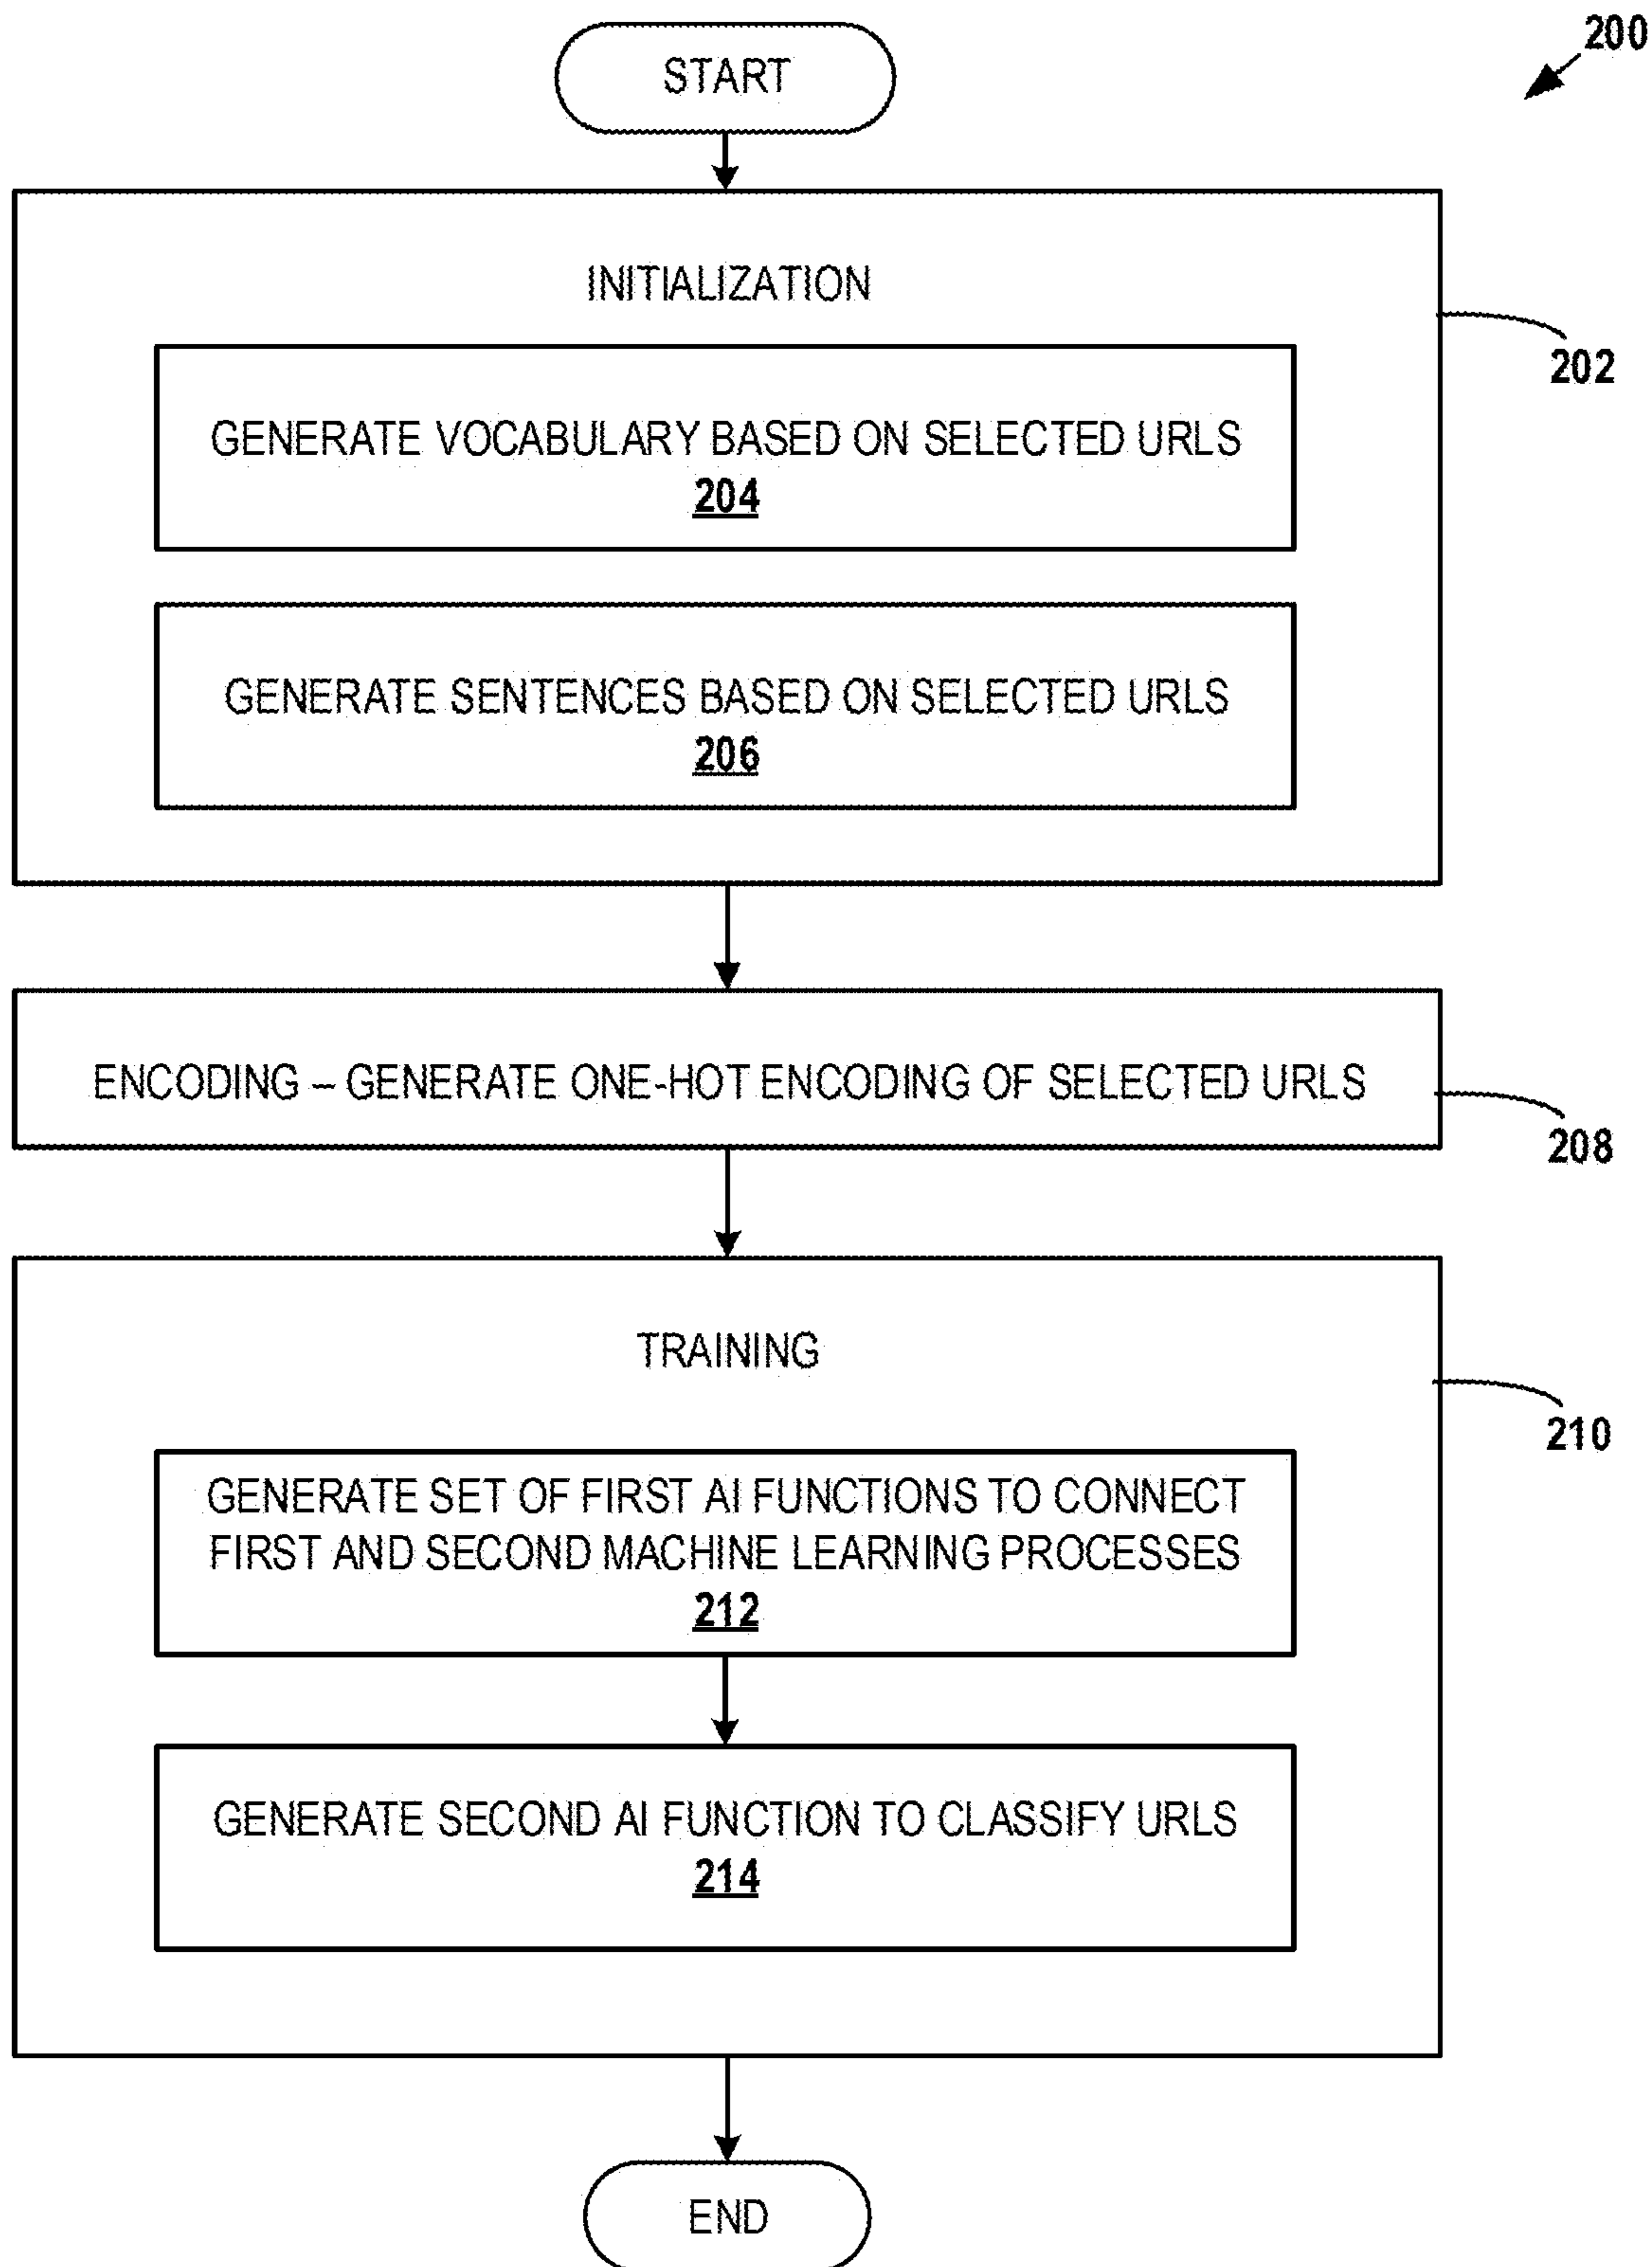 200
START
INITIALIZATION
202
GENERATE VOCABULARY BASED ON SELECTED URLS
204
GENERATE SENTENCES BASED ON SELECTED URLS
206
ENCODING – GENERATE ONE-HOT ENCODING OF SELECTED URLS
208
TRAINING
210
GENERATE SET OF FIRST AI FUNCTIONS TO CONNECT
FIRST AND SECOND MACHINE LEARNING PROCESSES
212
GENERATE SECOND AI FUNCTION TO CLASSIFY URLS
214
END